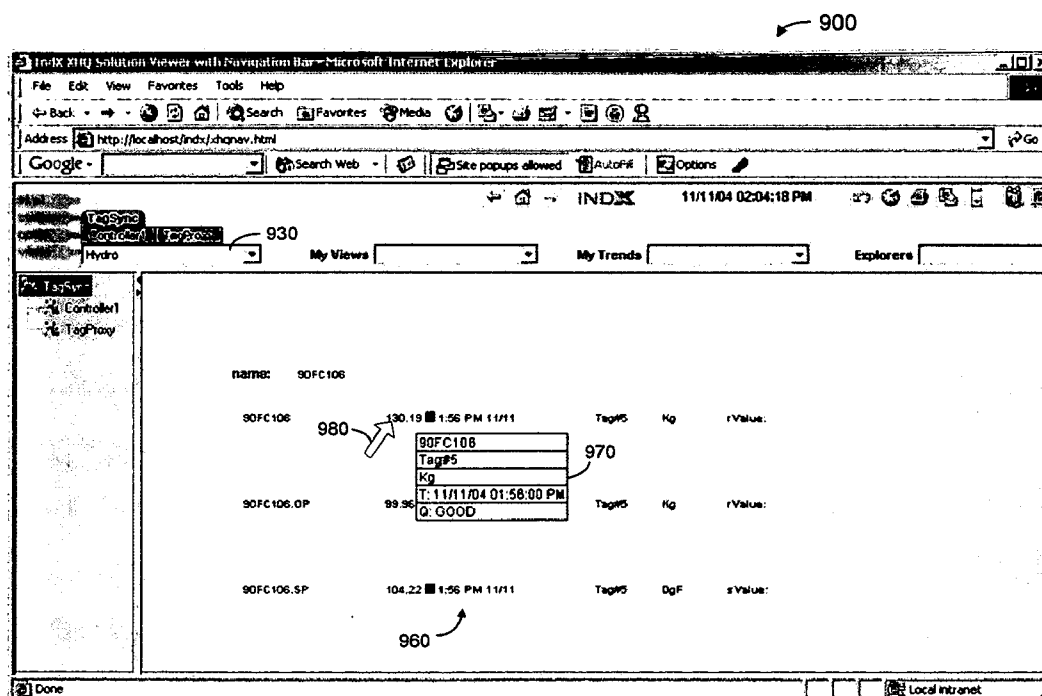 900
IndX XHQ Solution Viewer with Navigation Bar - Microsoft Internet Explorer
File Edit View Favorites Tools Help
Back Search Favorites Media
Address http://localhost/indx/xhqnav.html Go
Google - Search Web - Site popups allowed AutoFill Options
INDX 11/11/04 02:04:18 PM
TagSync
Controller1 TagProxy
930
Hydro My Views My Trends Explorers
TagSync
Controller1
TagProxy
name: 90FC106
90FC106 130.19 1:56 PM 11/11 Tag#5 Kg rValue:
980
90FC106
Tag#5
Kg
T: 11/11/04 01:56:00 PM
Q: GOOD
970
90FC106.OP 99.96 Tag#5 Kg rValue:
90FC106.SP 104.22 1:56 PM 11/11 Tag#5 DgF sValue:
960
Done Local intranet